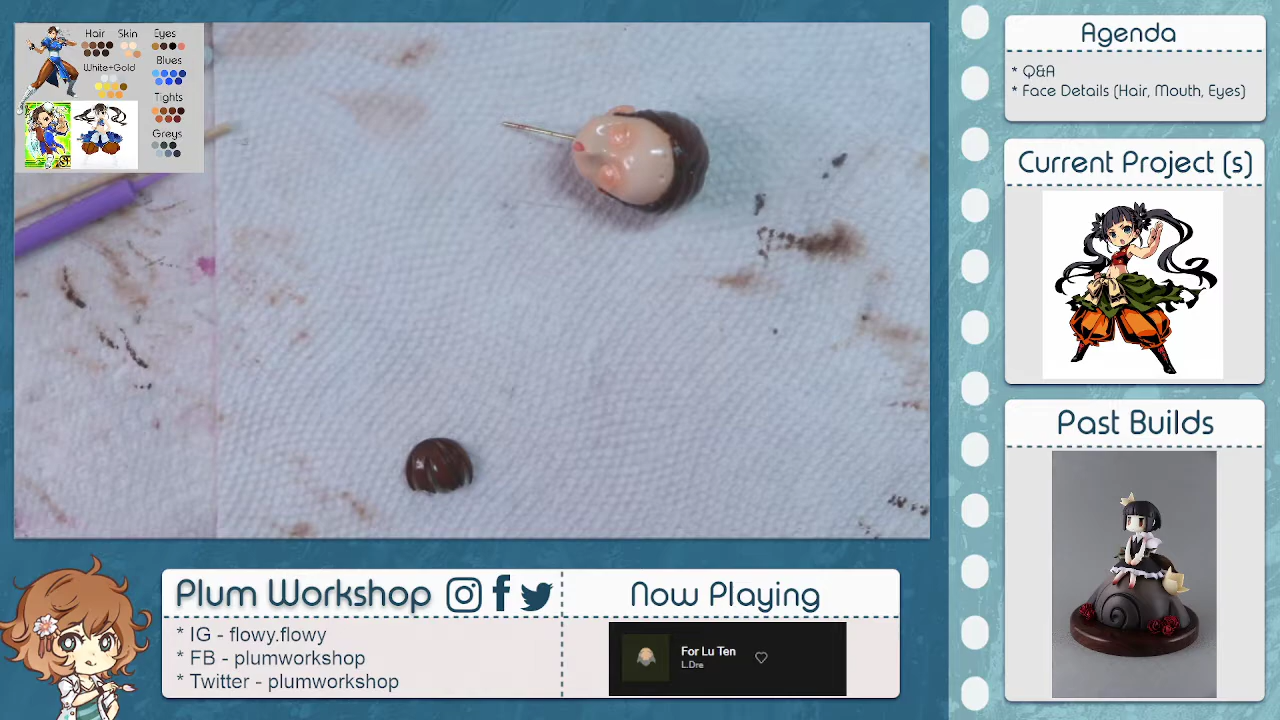 Hair
Skin
Eyes
White+Gold
Blues
Tights
Greys
Agenda
* Q&A
* Face Details (Hair, Mouth, Eyes)
Current Project (s)
Past Builds
Plum Workshop
* IG - flowy.flowy
* FB - plumworkshop
* Twitter - plumworkshop
Now Playing
For Lu Ten
L.Dre